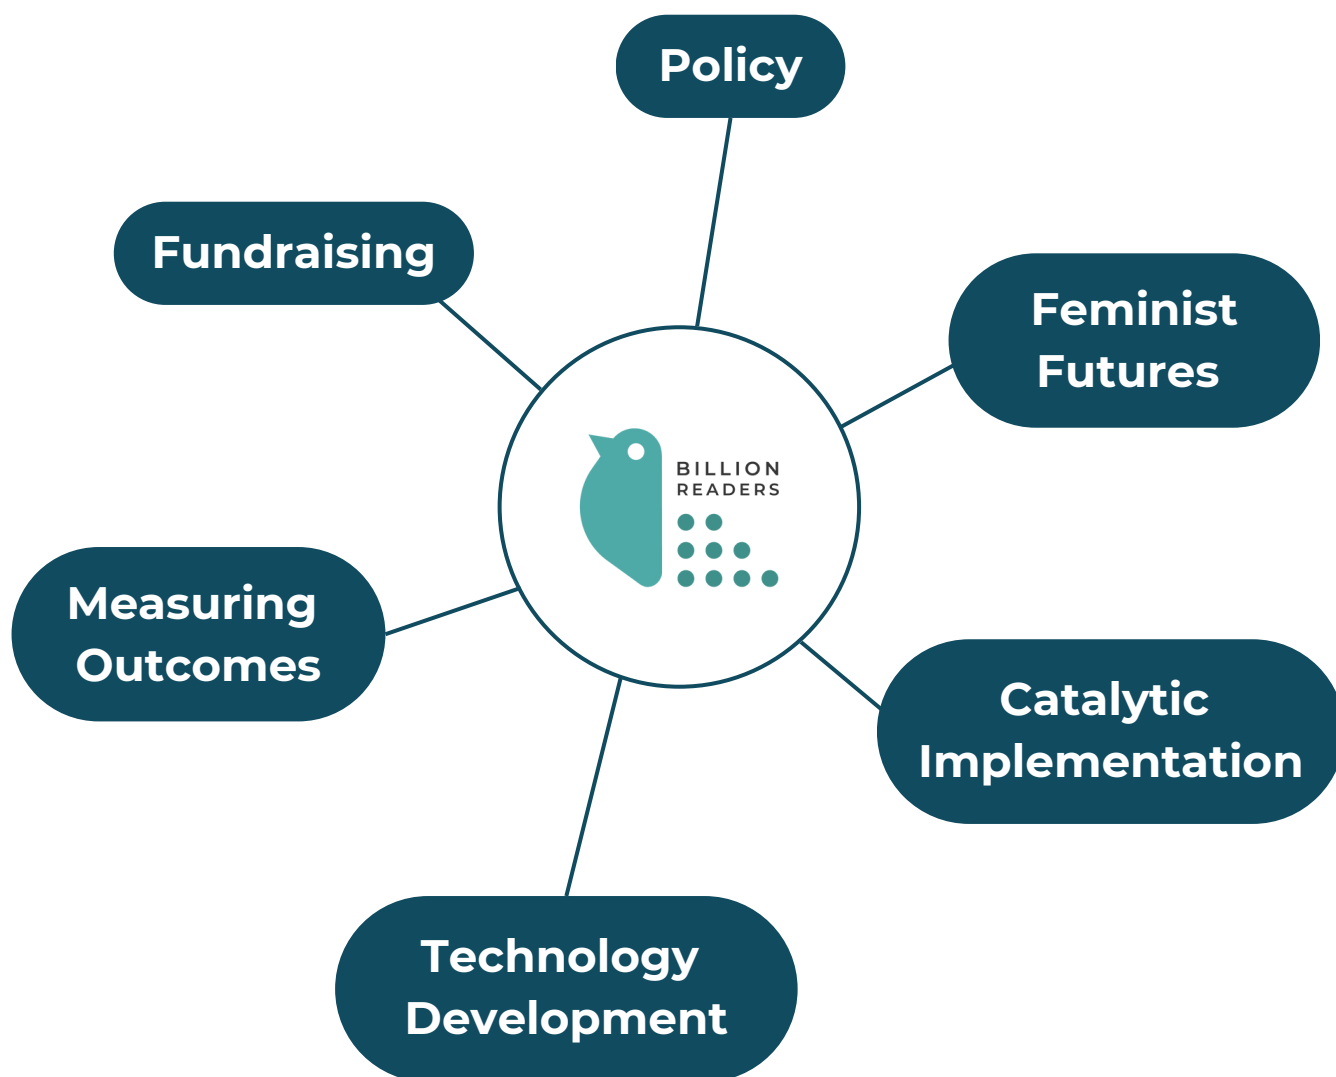 Policy
Fundraising
Feminist
Futures
BILLION
READERS
Measuring
Outcomes
Catalytic
Implementation
Technology
Development